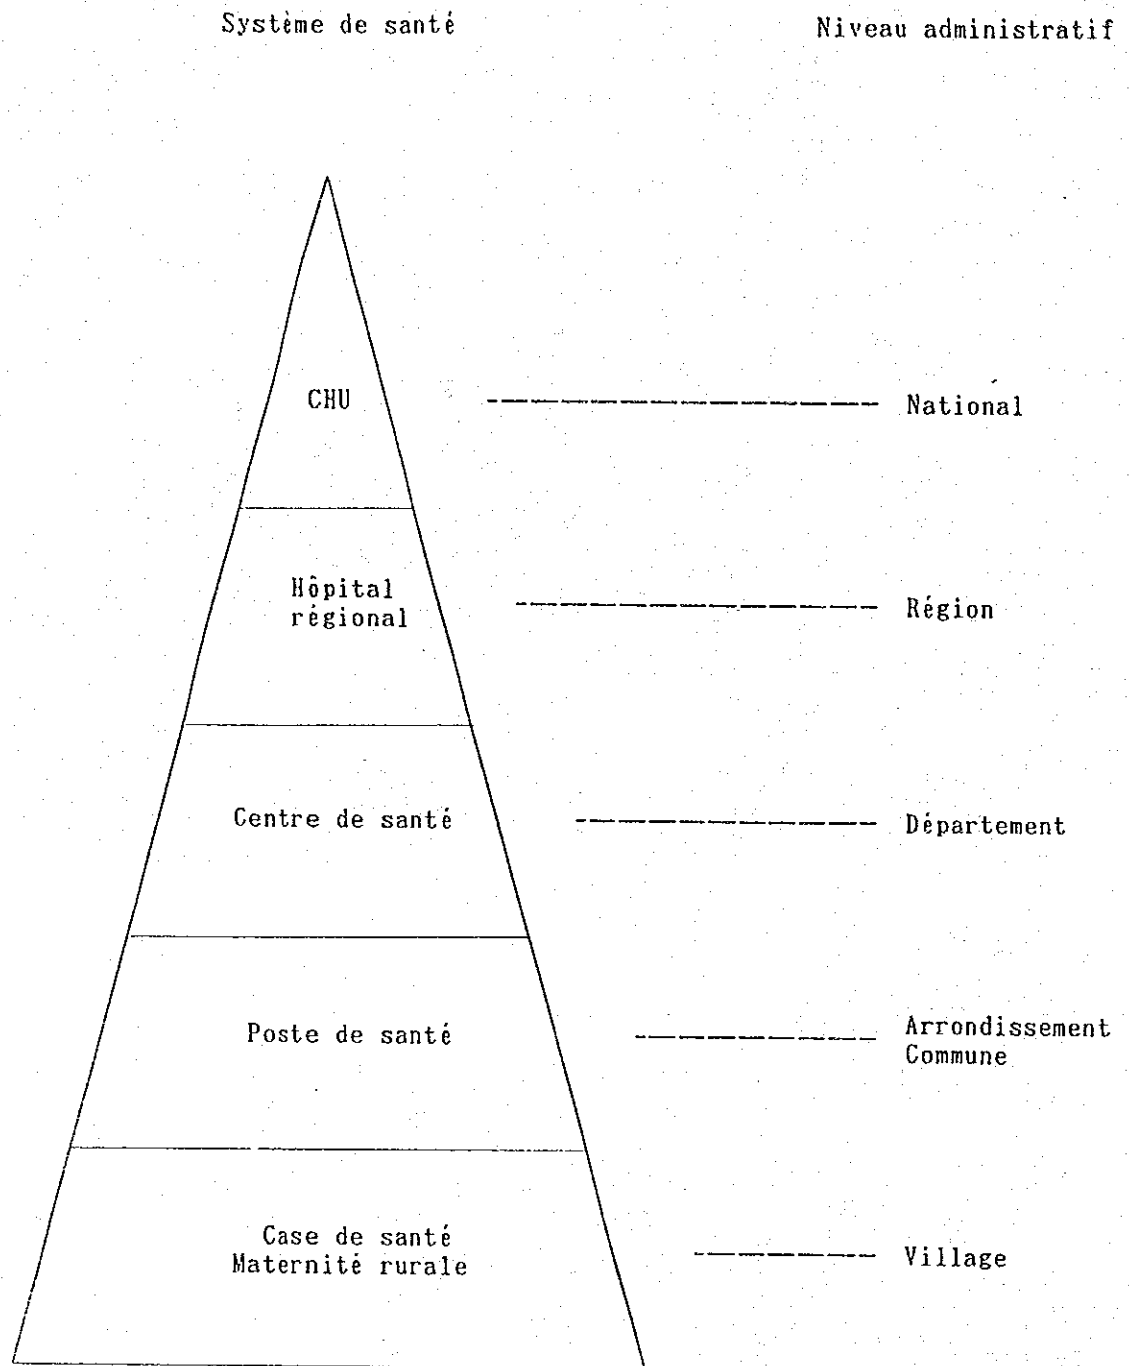 Système de santé
Niveau administratif
CHU
National
Hôpital
régional
Région
Centre de santé
Département
Poste de santé
Arrondissement
Commune
Case de santé
Maternité rurale
Village